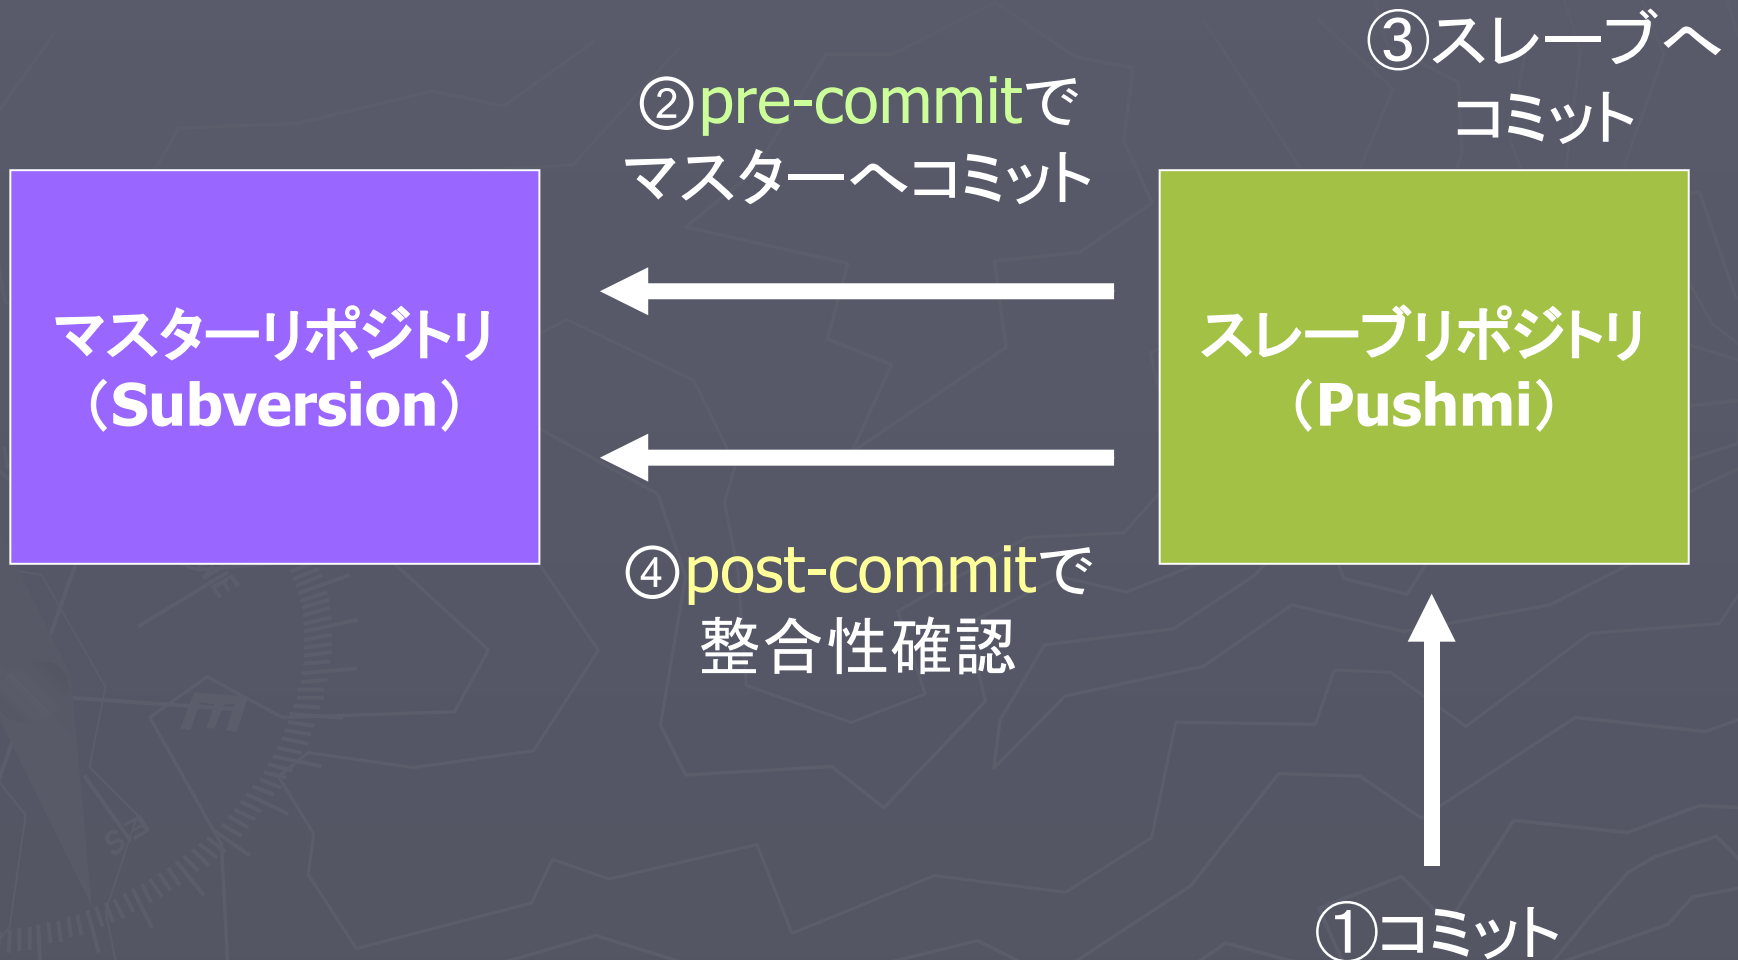 ③スレーブへ
コミット
②pre-commitで
マスターへコミット
マスターリポジトリ
（Subversion）
スレーブリポジトリ
（Pushmi）
④post-commitで
整合性確認
①コミット
E
S